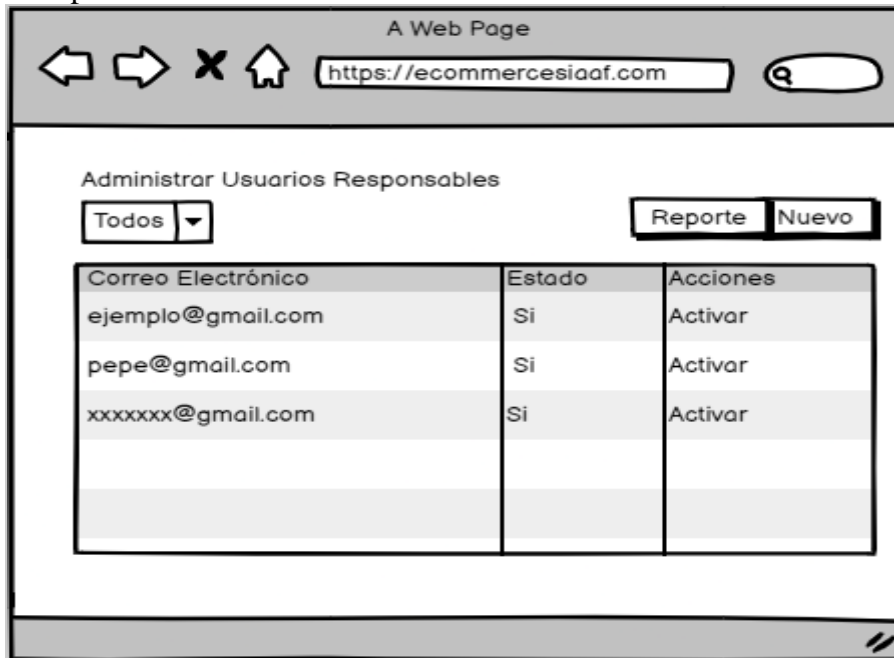 A Web Page
https://ecommercesiaaf.com
Administrar Usuarios Responsables
Todos Reporte Nuevo
Correo Electrónico Estado Acciones
ejemplo@gmail.com Si Activar
pepe@gmail.com Si Activar
xxxxxxx@gmail.com Si Activar